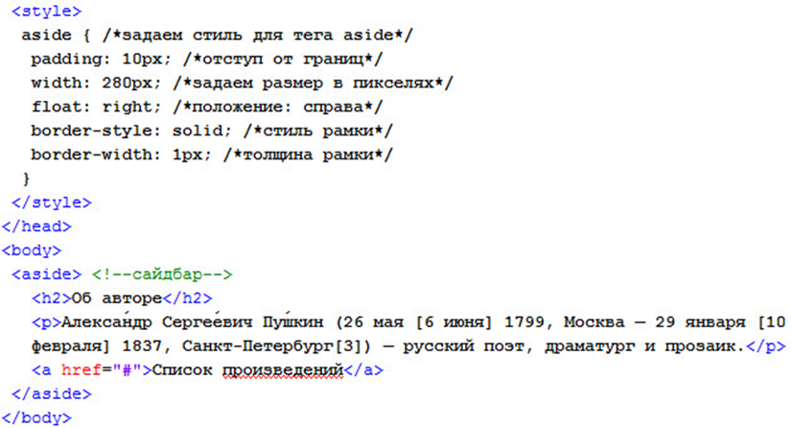 <style>
aside { /*задаем стиль для тега aside*/
padding: 10px; /*отступ от границ*/
width: 280px; /*задаем размер в пикселях*/
float: right; /*положение: справа*/
border-style: solid; /*стиль рамки*/
border-width: 1px; /*толщина рамки*/
}
</style>
</head>
<body>
<aside> <!--сайдбар-->
<h2>Об авторе</h2>
<p>Алекса́ндр Серге́евич Пу́шкин (26 мая [6 июня] 1799, Москва — 29 января [10
февраля] 1837, Санкт-Петербург[3]) — русский поэт, драматург и прозаик.</p>
<a href="#">Список произведений</a>
</aside>
</body>